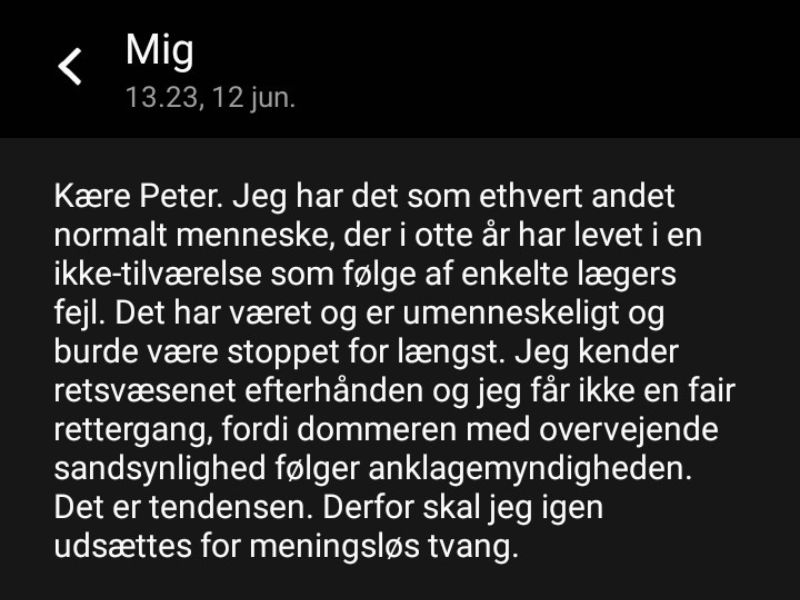 Mig
13.23, 12 jun.
Kære Peter. Jeg har det som ethvert andet
normalt menneske, der i otte år har levet i en
ikke-tilværelse som følge af enkelte lægers
fejl. Det har været og er umenneskeligt og
burde være stoppet for længst. Jeg kender
retsvæsenet efterhånden og jeg får ikke en fair
rettergang, fordi dommeren med overvejende
sandsynlighed følger anklagemyndigheden.
Det er tendensen. Derfor skal jeg igen
udsættes for meningsløs tvang.